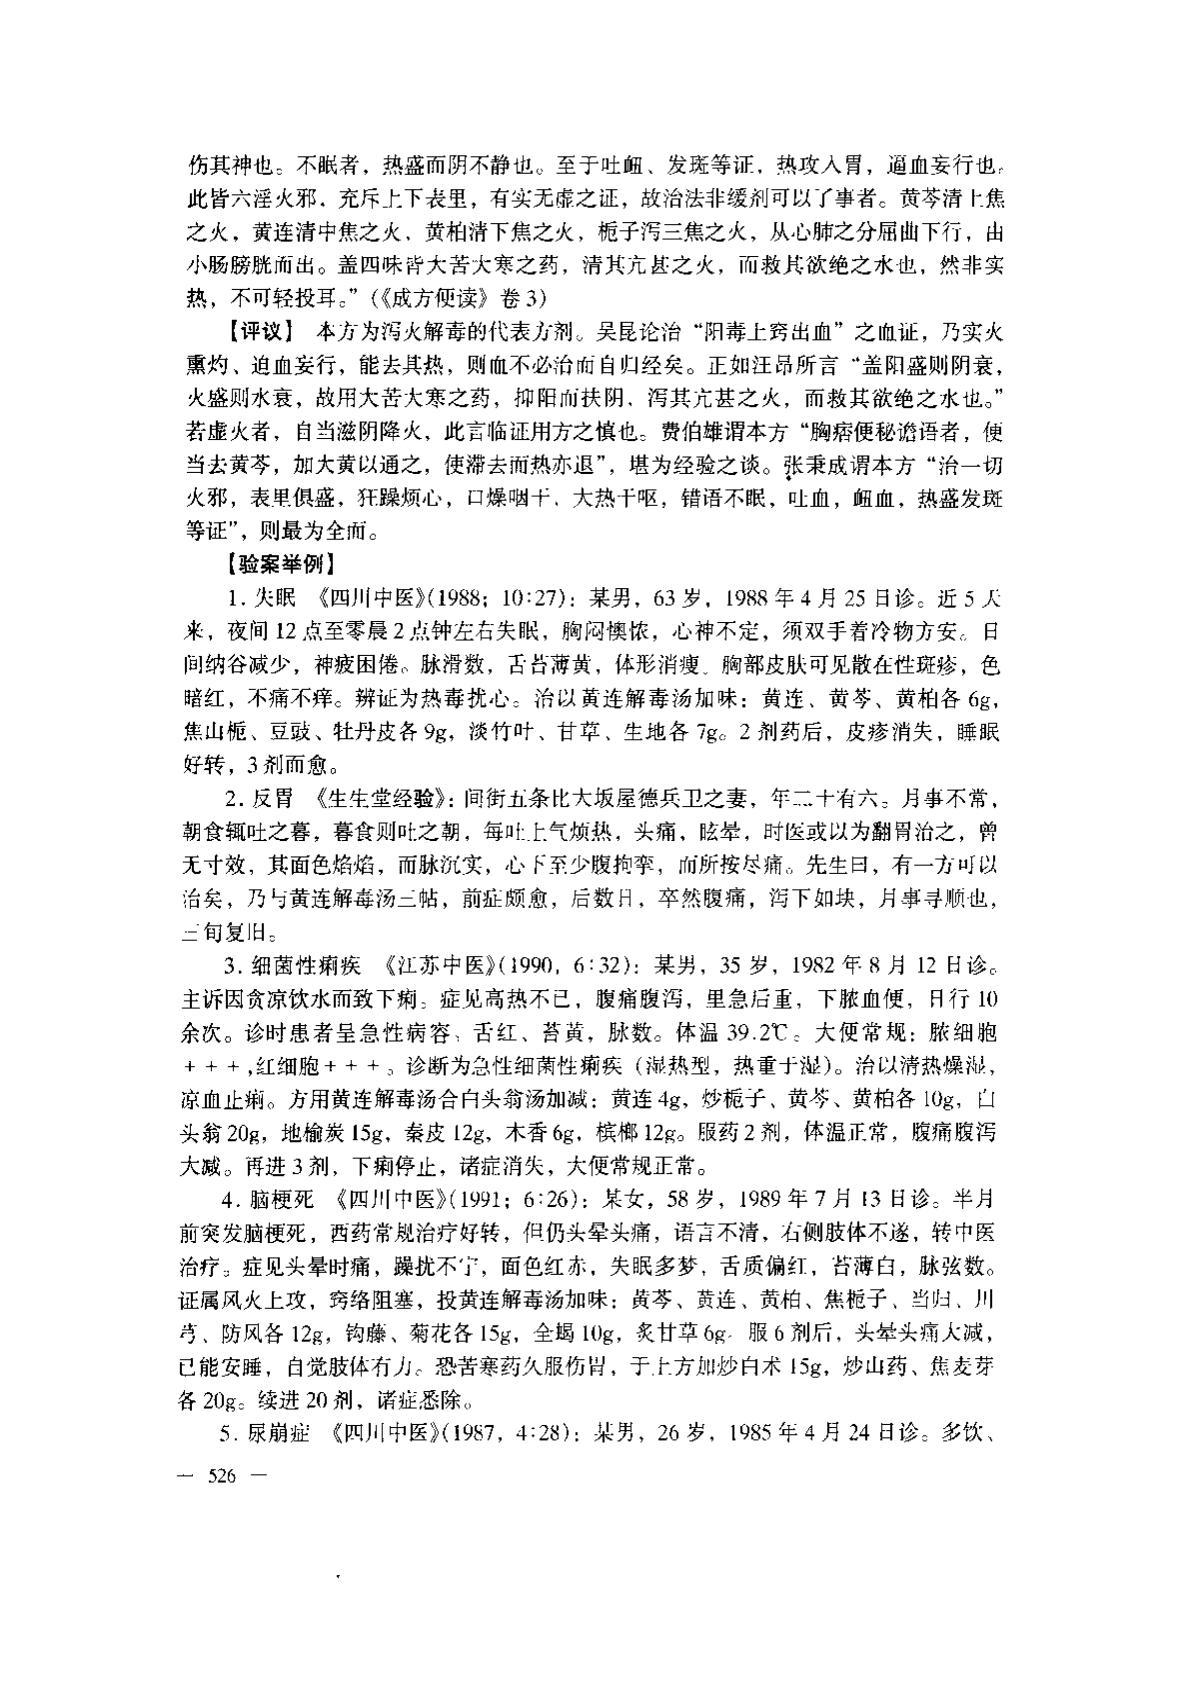 伤其神也。不眠者，热盛而阴不静也。至于吐衄、发斑等证，热攻入胃，逼血妄行也。
此皆六淫火邪，充斥上下表里，有实无虚之证，故治法非缓剂可以了事者。黄芩清上焦
之火，黄连清中焦之火，黄柏清下焦之火，栀子泻三焦之火，从心肺之分屈曲下行，由
小肠膀胱而出。盖四味皆大苦大寒之药，清其亢甚之火，而救其欲绝之水也，然非实
热，不可轻投耳。”（《成方便读》卷3）
【评议】 本方为泻火解毒的代表方剂。吴昆论治“阳毒上窍出血”之血证，乃实火
熏灼、迫血妄行，能去其热，则血不必治而自归经矣。正如汪昂所言“盖阳盛则阴衰，
火盛则水衰，故用大苦大寒之药，抑阳而扶阴，泻其亢甚之火，而救其欲绝之水也。”
若虚火者，自当滋阴降火，此言临证用方之慎也。费伯雄谓本方“胸痞便秘谵语者，便
当去黄芩，加大黄以通之，使滞去而热亦退”，堪为经验之谈。张秉成谓本方“治一切
火邪，表里俱盛，狂躁烦心，口燥咽干，大热干呕，错语不眠，吐血，衄血，热盛发斑
等证”，则最为全面。
【验案举例】
1. 失眠 《四川中医》(1988；10:27)：某男，63岁，1988年4月25日诊。近5天
来，夜间12点至零晨2点钟左右失眠，胸闷懊侬，心神不定，须双手着冷物方安。日
间纳谷减少，神疲困倦。脉滑数，舌苔薄黄，体形消瘦。胸部皮肤可见散在性斑疹，色
暗红，不痛不痒。辨证为热毒扰心。治以黄连解毒汤加味：黄连、黄芩、黄柏各6g，
焦山栀、豆豉、牡丹皮各9g，淡竹叶、甘草、生地各7g。2剂药后，皮疹消失，睡眠
好转，3剂而愈。
2. 反胃 《生生堂经验》：间街五条比大坂屋德兵卫之妻，年二十有六。月事不常，
朝食辄吐之暮，暮食则吐之朝，每吐上气烦热，头痛，眩晕，时医或以为翻胃治之，曾
无寸效，其面色焰焰，而脉沉实，心下至少腹拘挛，而所按尽痛。先生曰，有一方可以
治矣，乃与黄连解毒汤三帖，前症颇愈，后数日，卒然腹痛，泻下如块，月事寻顺也，
三旬复旧。
3. 细菌性痢疾 《江苏中医》(1990，6:32)：某男，35岁，1982年8月12日诊。
主诉因贪凉饮水而致下痢。症见高热不已，腹痛腹泻，里急后重，下脓血便，日行10
余次。诊时患者呈急性病容、舌红、苔黄，脉数。体温39.2℃。大便常规：脓细胞
+++,红细胞+++。诊断为急性细菌性痢疾（湿热型，热重于湿）。治以清热燥湿，
凉血止痢。方用黄连解毒汤合白头翁汤加减：黄连4g，炒栀子、黄芩、黄柏各10g，白
头翁20g，地榆炭15g，秦皮12g，木香6g，槟榔12g。服药2剂，体温正常，腹痛腹泻
大减。再进3剂，下痢停止，诸症消失，大便常规正常。
4. 脑梗死 《四川中医》(1991；6:26)：某女，58岁，1989年7月13日诊。半月
前突发脑梗死，西药常规治疗好转，但仍头晕头痛，语言不清，右侧肢体不遂，转中医
治疗。症见头晕时痛，躁扰不宁，面色红赤，失眠多梦，舌质偏红，苔薄白，脉弦数。
证属风火上攻，窍络阻塞，投黄连解毒汤加味：黄芩、黄连、黄柏、焦栀子、当归、川
芎、防风各12g，钩藤、菊花各15g，全蝎10g，炙甘草6g。服6剂后，头晕头痛大减，
已能安睡，自觉肢体有力。恐苦寒药久服伤胃，于上方加炒白术15g，炒山药、焦麦芽
各20g。续进20剂，诸症悉除。
5. 尿崩症 《四川中医》(1987，4:28)：某男，26岁，1985年4月24日诊。多饮、
— 526 —